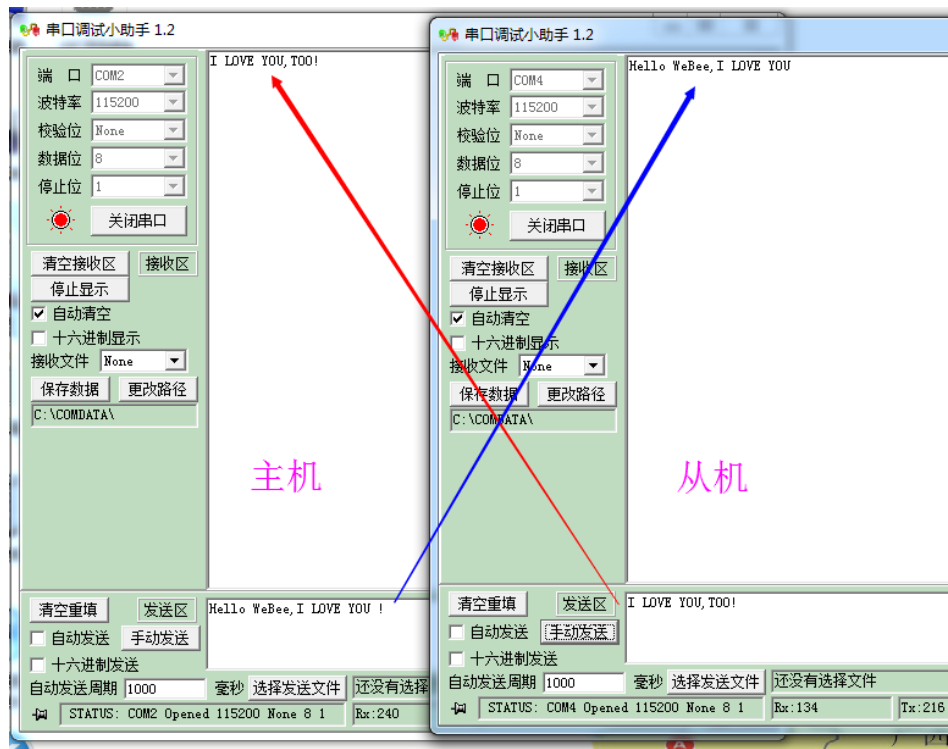 串口调试小助手 1.2
I LOVE YOU,TOO!
端 口 COM2
波特率 115200
校验位 None
数据位 8
停止位 1
关闭串口
清空接收区 接收区
停止显示
自动清空
十六进制显示
接收文件 None
保存数据 更改路径
C:\COMDATA\
主机
清空重填 发送区
Hello WeBee,I LOVE YOU !
自动发送 手动发送
十六进制发送
自动发送周期 1000 毫秒 选择发送文件 还没有选择
STATUS: COM2 Opened 115200 None 8 1 Rx:240
串口调试小助手 1.2
Hello WeBee,I LOVE YOU
端 口 COM4
波特率 115200
校验位 None
数据位 8
停止位 1
关闭串口
清空接收区 接收区
停止显示
自动清空
十六进制显示
接收文件 None
保存数据 更改路径
C:\COMDATA\
从机
清空重填 发送区
I LOVE YOU,TOO!
自动发送 手动发送
十六进制发送
自动发送周期 1000 毫秒 选择发送文件 还没有选择文件
STATUS: COM4 Opened 115200 None 8 1 Rx:134 Tx:216